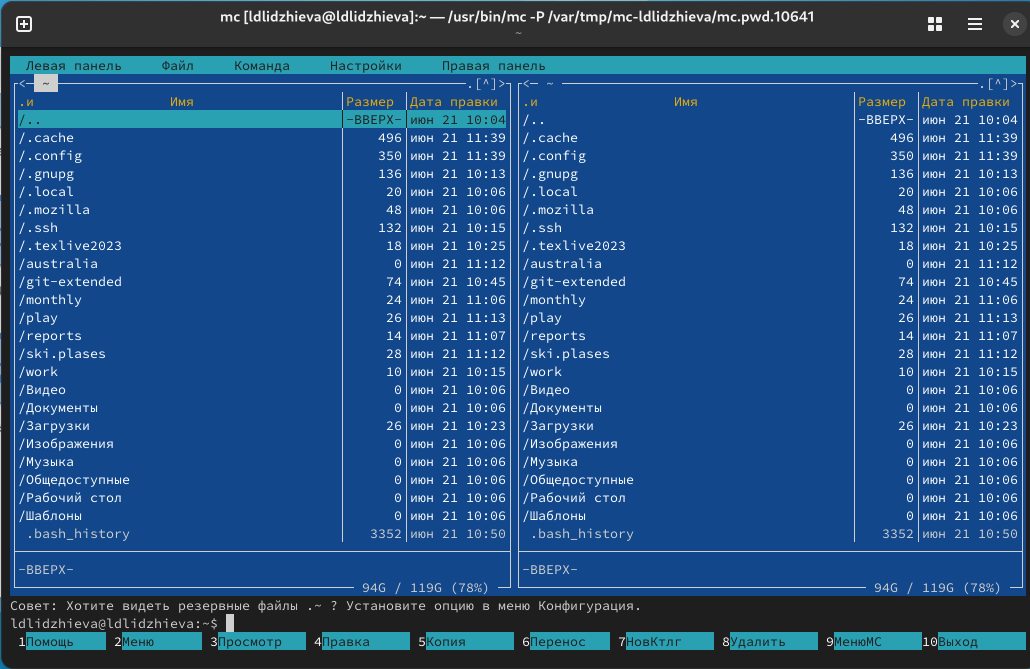 mc [ldlidzhieva@ldlidzhieva]:~ — /usr/bin/mc -P /var/tmp/mc-ldlidzhieva/mc.pwd.10641
~
Левая панель Файл Команда Настройки Правая панель
<─ ~ .[^]> <─ ~ .[^]>
.и Имя Размер Дата правки .и Имя Размер Дата правки
/.. -ВВЕРХ- июн 21 10:04 /.. -ВВЕРХ- июн 21 10:04
/.cache 496 июн 21 11:39 /.cache 496 июн 21 11:39
/.config 350 июн 21 11:39 /.config 350 июн 21 11:39
/.gnupg 136 июн 21 10:13 /.gnupg 136 июн 21 10:13
/.local 20 июн 21 10:06 /.local 20 июн 21 10:06
/.mozilla 48 июн 21 10:06 /.mozilla 48 июн 21 10:06
/.ssh 132 июн 21 10:15 /.ssh 132 июн 21 10:15
/.texlive2023 18 июн 21 10:25 /.texlive2023 18 июн 21 10:25
/australia 0 июн 21 11:12 /australia 0 июн 21 11:12
/git-extended 74 июн 21 10:45 /git-extended 74 июн 21 10:45
/monthly 24 июн 21 11:06 /monthly 24 июн 21 11:06
/play 26 июн 21 11:13 /play 26 июн 21 11:13
/reports 14 июн 21 11:07 /reports 14 июн 21 11:07
/ski.plases 28 июн 21 11:12 /ski.plases 28 июн 21 11:12
/work 10 июн 21 10:15 /work 10 июн 21 10:15
/Видео 0 июн 21 10:06 /Видео 0 июн 21 10:06
/Документы 0 июн 21 10:06 /Документы 0 июн 21 10:06
/Загрузки 26 июн 21 10:23 /Загрузки 26 июн 21 10:23
/Изображения 0 июн 21 10:06 /Изображения 0 июн 21 10:06
/Музыка 0 июн 21 10:06 /Музыка 0 июн 21 10:06
/Общедоступные 0 июн 21 10:06 /Общедоступные 0 июн 21 10:06
/Рабочий стол 0 июн 21 10:06 /Рабочий стол 0 июн 21 10:06
/Шаблоны 0 июн 21 10:06 /Шаблоны 0 июн 21 10:06
.bash_history 3352 июн 21 10:50 .bash_history 3352 июн 21 10:50
-ВВЕРХ- -ВВЕРХ-
94G / 119G (78%) 94G / 119G (78%)
Совет: Хотите видеть резервные файлы .~ ? Установите опцию в меню Конфигурация.
ldlidzhieva@ldlidzhieva:~$
1Помощь 2Меню 3Просмотр 4Правка 5Копия 6Перенос 7НовКтлг 8Удалить 9МенюMC 10Выход